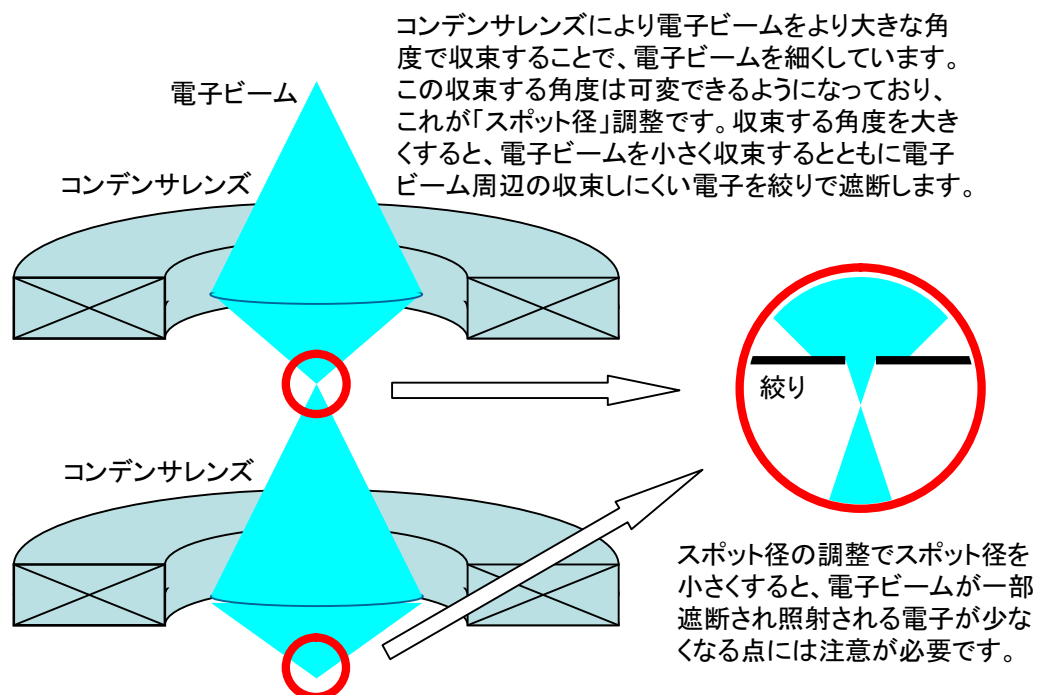 コンデンサレンズにより電子ビームをより大きな角
度で収束することで、電子ビームを細くしています。
この収束する角度は可変できるようになっており、
これが「スポット径」調整です。収束する角度を大き
くすると、電子ビームを小さく収束するとともに電子
ビーム周辺の収束しにくい電子を絞りで遮断します。
電子ビーム
コンデンサレンズ
絞り
コンデンサレンズ
スポット径の調整でスポット径を
小さくすると、電子ビームが一部
遮断され照射される電子が少な
くなる点には注意が必要です。